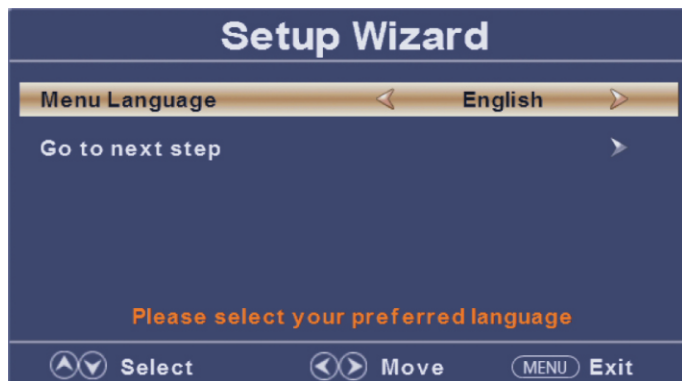 Setup Wizard
Menu Language English
Go to next step
Please select your preferred language
Select Move MENU Exit